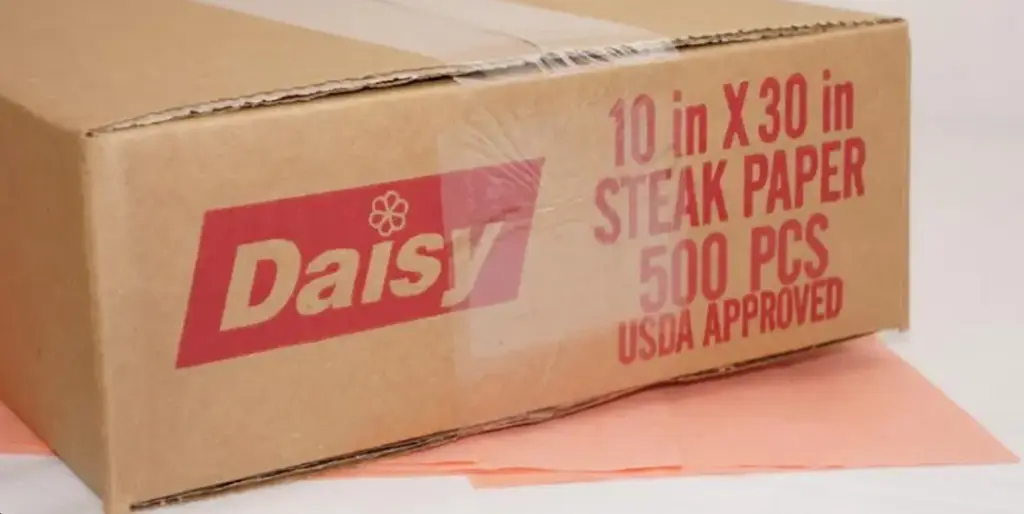 Daisy
10 in X 30 in
STEAK PAPER
500 PCS
USDA APPROVED